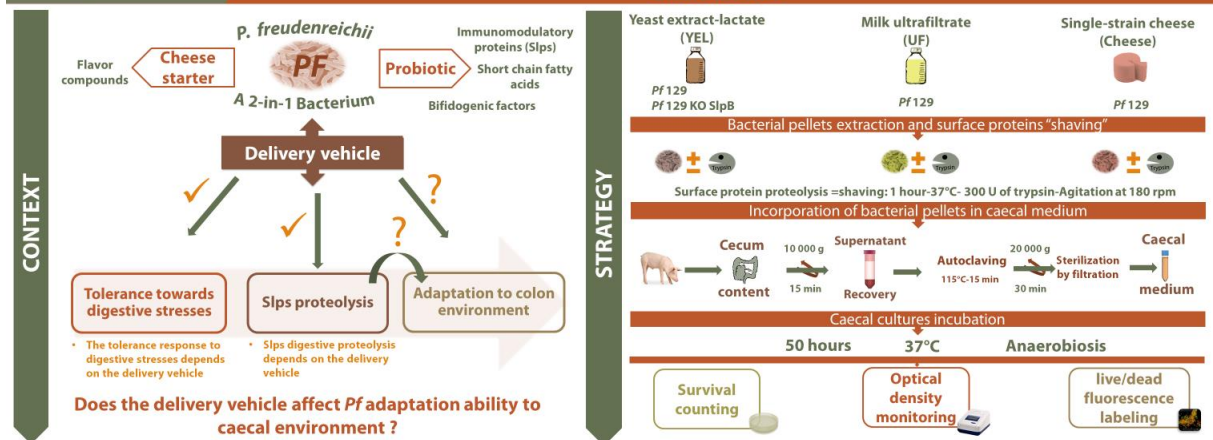 CONTEXT
P. freudenreichii
PF
A 2-in-1 Bacterium
Flavor
compounds
Cheese
starter
Probiotic
Immunomodulatory
proteins (Slps)
Short chain fatty
acids
Bifidogenic factors
Delivery vehicle
?
?
Tolerance towards
digestive stresses
Slps proteolysis
Adaptation to colon
environment
• The tolerance response to
digestive stresses depends
on the delivery vehicle
• Slps digestive proteolysis
depends on the delivery
vehicle
Does the delivery vehicle affect Pf adaptation ability to
caecal environment ?
STRATEGY
Yeast extract-lactate
(YEL)
Milk ultrafiltrate
(UF)
Single-strain cheese
(Cheese)
Pf 129
Pf 129 KO SlpB
Pf 129
Pf 129
Bacterial pellets extraction and surface proteins "shaving"
± Trypsin
± Trypsin
± Trypsin
Surface protein proteolysis =shaving: 1 hour-37°C- 300 U of trypsin-Agitation at 180 rpm
Incorporation of bacterial pellets in caecal medium
Cecum
content
10 000 g
15 min
Supernatant
Recovery
Autoclaving
115°C-15 min
20 000 g
30 min
Sterilization
by filtration
Caecal
medium
Caecal cultures incubation
50 hours 37°C Anaerobiosis
Survival
counting
Optical
density
monitoring
live/dead
fluorescence
labeling